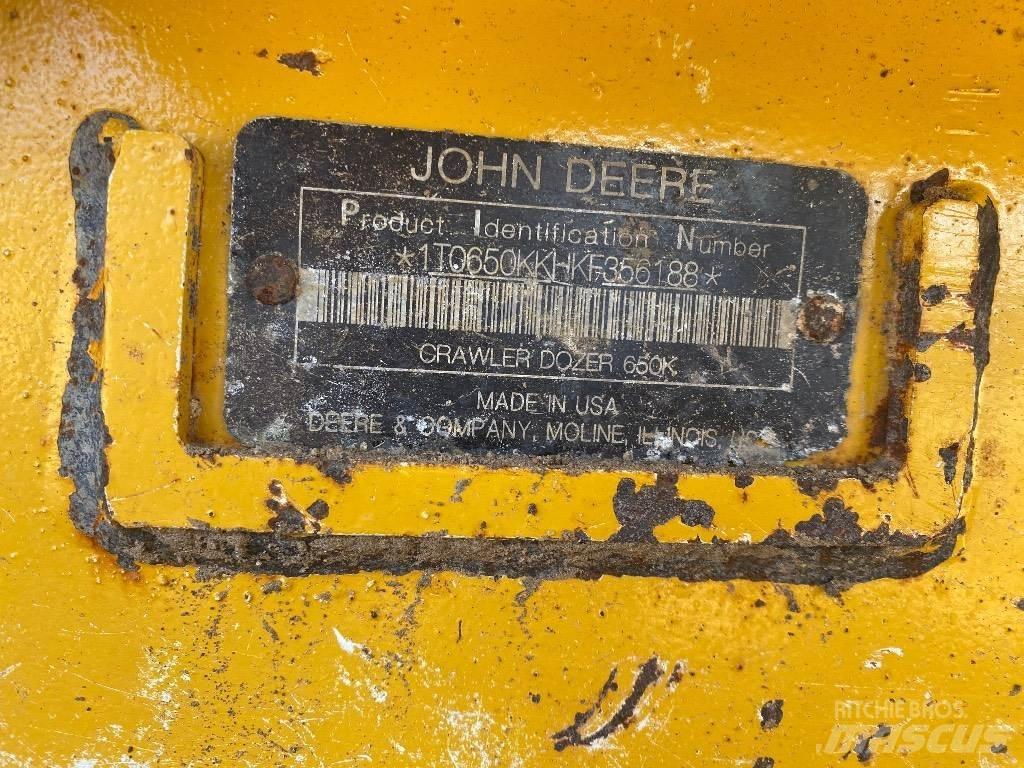 JOHN DEERE
Product Identification Number
*1T0650KKHKF356188*
CRAWLER DOZER 650K
MADE IN USA
DEERE & COMPANY, MOLINE, ILLINOIS, USA
RITCHIE BROS.
mascus